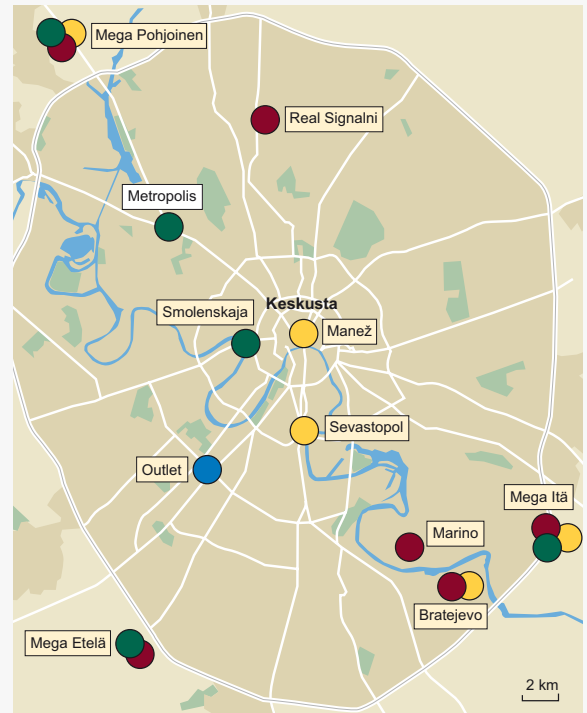 Mega Pohjoinen
Real Signalni
Metropolis
Keskusta
Smolenskaja
Manež
Sevastopol
Outlet
Mega Itä
Marino
Bratejevo
Mega Etelä
2 km